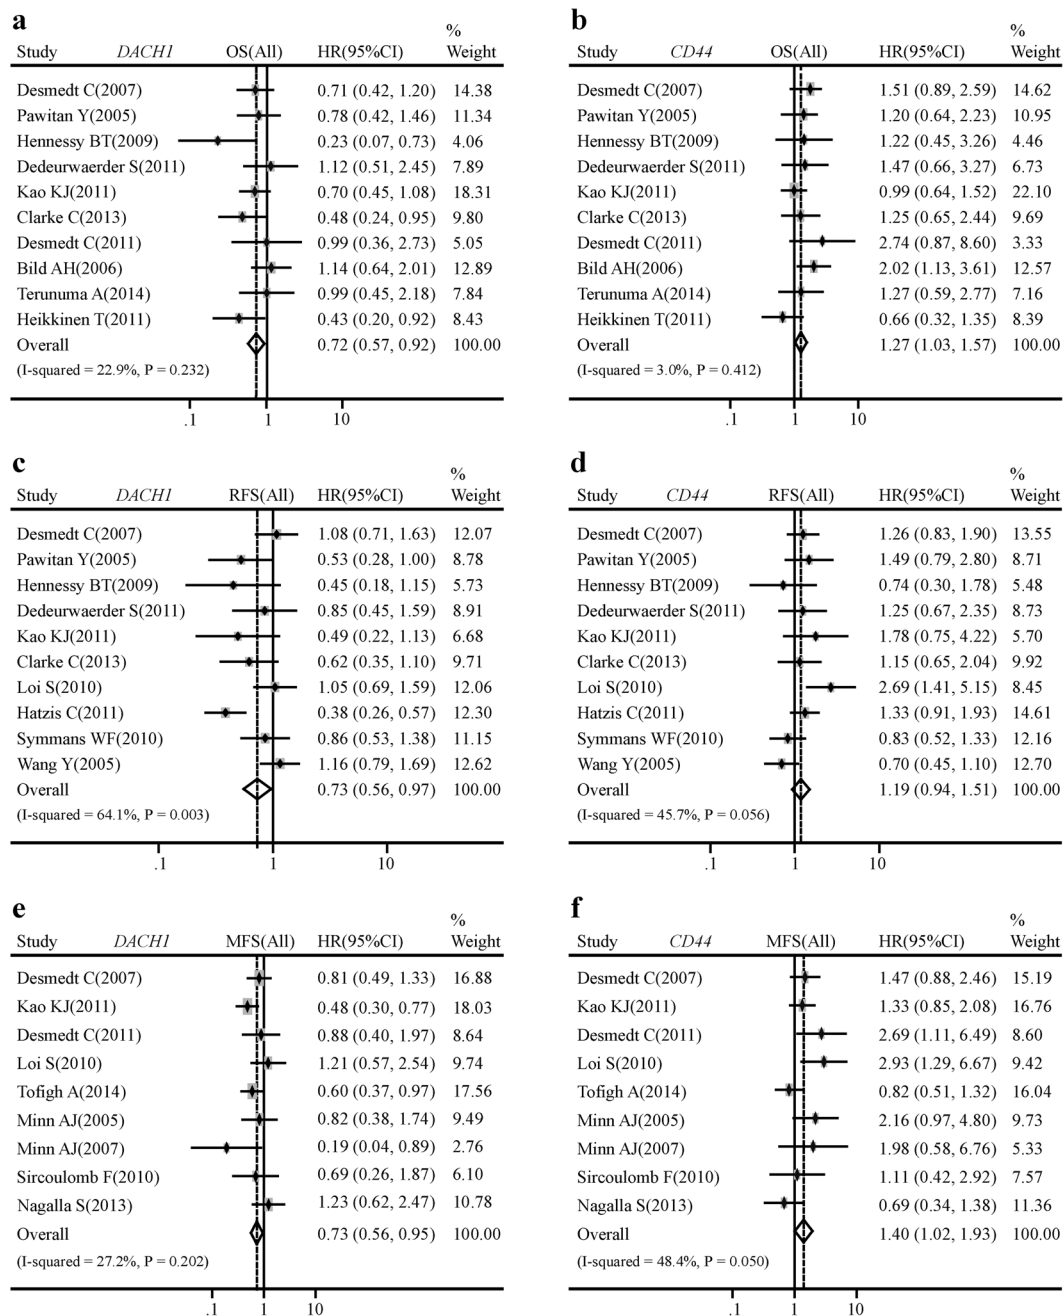 a
%
Study DACH1 OS(All) HR(95%CI) Weight
Desmedt C(2007) 0.71 (0.42, 1.20) 14.38
Pawitan Y(2005) 0.78 (0.42, 1.46) 11.34
Hennessy BT(2009) 0.23 (0.07, 0.73) 4.06
Dedeurwaerder S(2011) 1.12 (0.51, 2.45) 7.89
Kao KJ(2011) 0.70 (0.45, 1.08) 18.31
Clarke C(2013) 0.48 (0.24, 0.95) 9.80
Desmedt C(2011) 0.99 (0.36, 2.73) 5.05
Bild AH(2006) 1.14 (0.64, 2.01) 12.89
Terunuma A(2014) 0.99 (0.45, 2.18) 7.84
Heikkinen T(2011) 0.43 (0.20, 0.92) 8.43
Overall 0.72 (0.57, 0.92) 100.00
(I-squared = 22.9%, P = 0.232)
.1 1 10
b
%
Study CD44 OS(All) HR(95%CI) Weight
Desmedt C(2007) 1.51 (0.89, 2.59) 14.62
Pawitan Y(2005) 1.20 (0.64, 2.23) 10.95
Hennessy BT(2009) 1.22 (0.45, 3.26) 4.46
Dedeurwaerder S(2011) 1.47 (0.66, 3.27) 6.73
Kao KJ(2011) 0.99 (0.64, 1.52) 22.10
Clarke C(2013) 1.25 (0.65, 2.44) 9.69
Desmedt C(2011) 2.74 (0.87, 8.60) 3.33
Bild AH(2006) 2.02 (1.13, 3.61) 12.57
Terunuma A(2014) 1.27 (0.59, 2.77) 7.16
Heikkinen T(2011) 0.66 (0.32, 1.35) 8.39
Overall 1.27 (1.03, 1.57) 100.00
(I-squared = 3.0%, P = 0.412)
.1 1 10
c
%
Study DACH1 RFS(All) HR(95%CI) Weight
Desmedt C(2007) 1.08 (0.71, 1.63) 12.07
Pawitan Y(2005) 0.53 (0.28, 1.00) 8.78
Hennessy BT(2009) 0.45 (0.18, 1.15) 5.73
Dedeurwaerder S(2011) 0.85 (0.45, 1.59) 8.91
Kao KJ(2011) 0.49 (0.22, 1.13) 6.68
Clarke C(2013) 0.62 (0.35, 1.10) 9.71
Loi S(2010) 1.05 (0.69, 1.59) 12.06
Hatzis C(2011) 0.38 (0.26, 0.57) 12.30
Symmans WF(2010) 0.86 (0.53, 1.38) 11.15
Wang Y(2005) 1.16 (0.79, 1.69) 12.62
Overall 0.73 (0.56, 0.97) 100.00
(I-squared = 64.1%, P = 0.003)
.1 1 10
d
%
Study CD44 RFS(All) HR(95%CI) Weight
Desmedt C(2007) 1.26 (0.83, 1.90) 13.55
Pawitan Y(2005) 1.49 (0.79, 2.80) 8.71
Hennessy BT(2009) 0.74 (0.30, 1.78) 5.48
Dedeurwaerder S(2011) 1.25 (0.67, 2.35) 8.73
Kao KJ(2011) 1.78 (0.75, 4.22) 5.70
Clarke C(2013) 1.15 (0.65, 2.04) 9.92
Loi S(2010) 2.69 (1.41, 5.15) 8.45
Hatzis C(2011) 1.33 (0.91, 1.93) 14.61
Symmans WF(2010) 0.83 (0.52, 1.33) 12.16
Wang Y(2005) 0.70 (0.45, 1.10) 12.70
Overall 1.19 (0.94, 1.51) 100.00
(I-squared = 45.7%, P = 0.056)
.1 1 10
e
%
Study DACH1 MFS(All) HR(95%CI) Weight
Desmedt C(2007) 0.81 (0.49, 1.33) 16.88
Kao KJ(2011) 0.48 (0.30, 0.77) 18.03
Desmedt C(2011) 0.88 (0.40, 1.97) 8.64
Loi S(2010) 1.21 (0.57, 2.54) 9.74
Tofigh A(2014) 0.60 (0.37, 0.97) 17.56
Minn AJ(2005) 0.82 (0.38, 1.74) 9.49
Minn AJ(2007) 0.19 (0.04, 0.89) 2.76
Sircoulomb F(2010) 0.69 (0.26, 1.87) 6.10
Nagalla S(2013) 1.23 (0.62, 2.47) 10.78
Overall 0.73 (0.56, 0.95) 100.00
(I-squared = 27.2%, P = 0.202)
.1 1 10
f
%
Study CD44 MFS(All) HR(95%CI) Weight
Desmedt C(2007) 1.47 (0.88, 2.46) 15.19
Kao KJ(2011) 1.33 (0.85, 2.08) 16.76
Desmedt C(2011) 2.69 (1.11, 6.49) 8.60
Loi S(2010) 2.93 (1.29, 6.67) 9.42
Tofigh A(2014) 0.82 (0.51, 1.32) 16.04
Minn AJ(2005) 2.16 (0.97, 4.80) 9.73
Minn AJ(2007) 1.98 (0.58, 6.76) 5.33
Sircoulomb F(2010) 1.11 (0.42, 2.92) 7.57
Nagalla S(2013) 0.69 (0.34, 1.38) 11.36
Overall 1.40 (1.02, 1.93) 100.00
(I-squared = 48.4%, P = 0.050)
.1 1 10